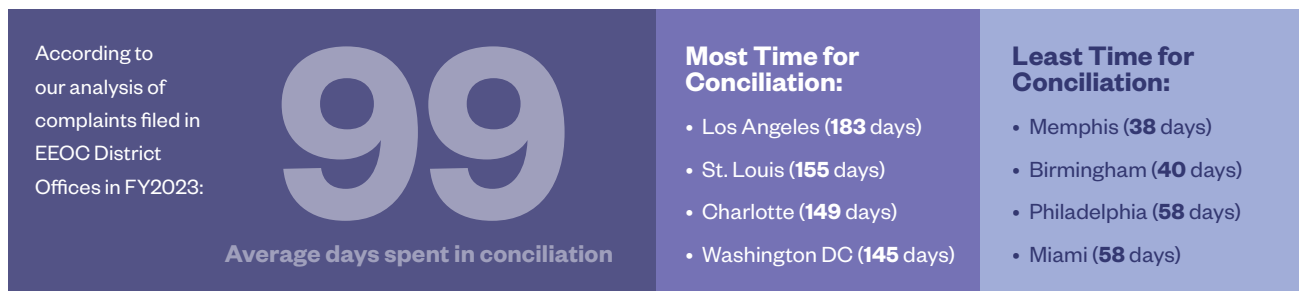 According to
our analysis of
complaints filed in
EEOC District
Offices in FY2023:
99
Average days spent in conciliation
Most Time for
Conciliation:
• Los Angeles (183 days)
• St. Louis (155 days)
• Charlotte (149 days)
• Washington DC (145 days)
Least Time for
Conciliation:
• Memphis (38 days)
• Birmingham (40 days)
• Philadelphia (58 days)
• Miami (58 days)